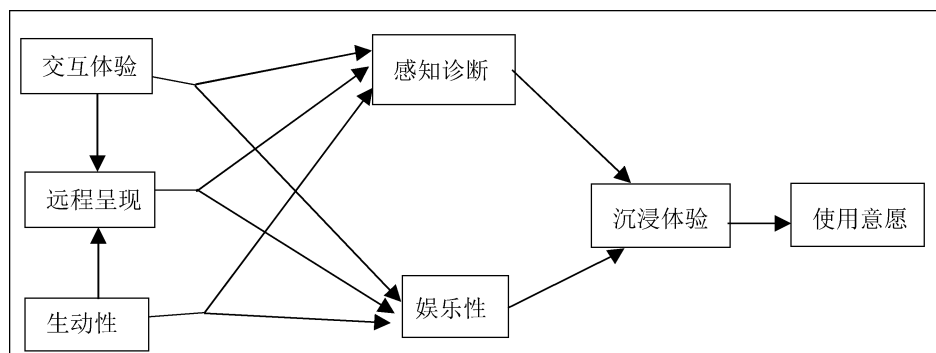 交互体验
感知诊断
远程呈现
沉浸体验
使用意愿
生动性
娱乐性